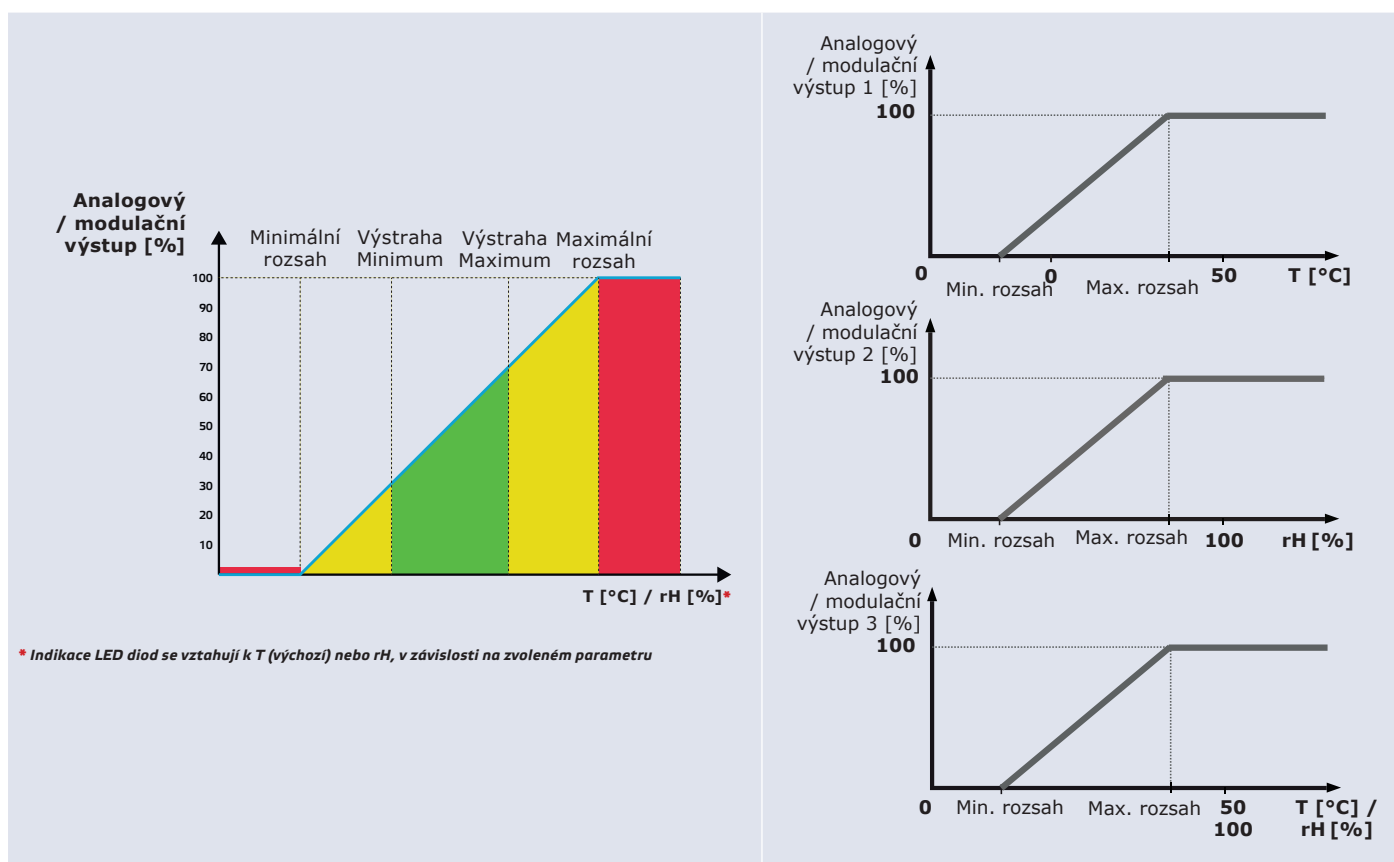 Analogový
/ modulační
výstup [%]
Minimální
rozsah
Výstraha
Minimum
Výstraha
Maximum
Maximální
rozsah
100
90
80
70
60
50
40
30
20
10
T [°C] / rH [%]*
* Indikace LED diod se vztahují k T (výchozí) nebo rH, v závislosti na zvoleném parametru
Analogový
/ modulační
výstup 1 [%]
100
0
Min. rozsah
0
Max. rozsah
50
T [°C]
Analogový
/ modulační
výstup 2 [%]
100
0
Min. rozsah
Max. rozsah
100
rH [%]
Analogový
/ modulační
výstup 3 [%]
100
0
Min. rozsah
Max. rozsah
50
100
T [°C] /
rH [%]